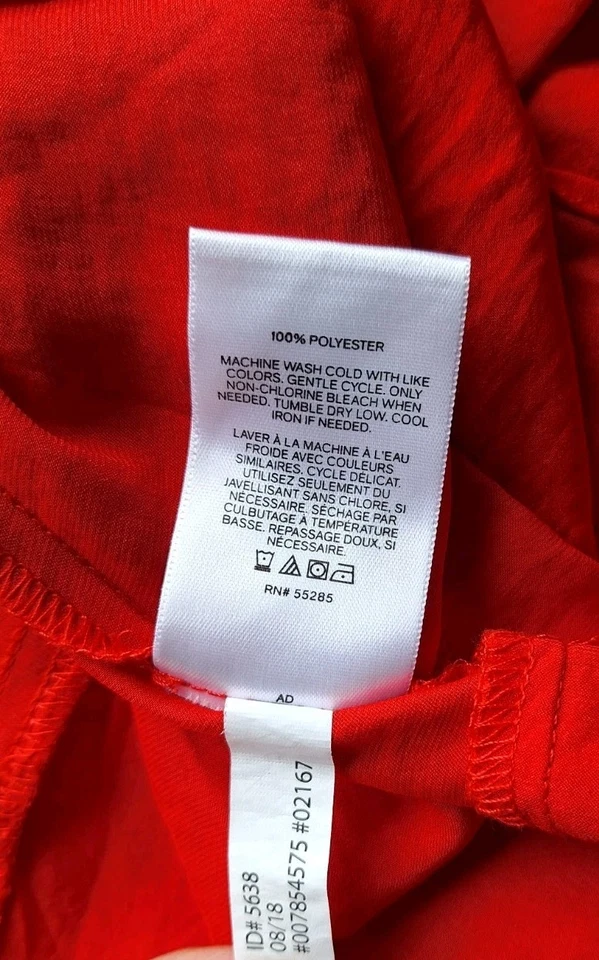 100% POLYESTER
MACHINE WASH COLD WITH LIKE
COLORS. GENTLE CYCLE. ONLY
NON-CHLORINE BLEACH WHEN
NEEDED. TUMBLE DRY LOW. COOL
IRON IF NEEDED.
LAVER À LA MACHINE À L'EAU
FROIDE AVEC COULEURS
SIMILAIRES. CYCLE DÉLICAT.
UTILISEZ SEULEMENT DU
JAVELLISANT SANS CHLORE, SI
NÉCESSAIRE. SÉCHAGE PAR
CULBUTAGE À TEMPÉRATURE
BASSE. REPASSAGE DOUX, SI
NÉCESSAIRE.
RN# 55285
AD
ID# 5638
08/18
#007854575 #02167